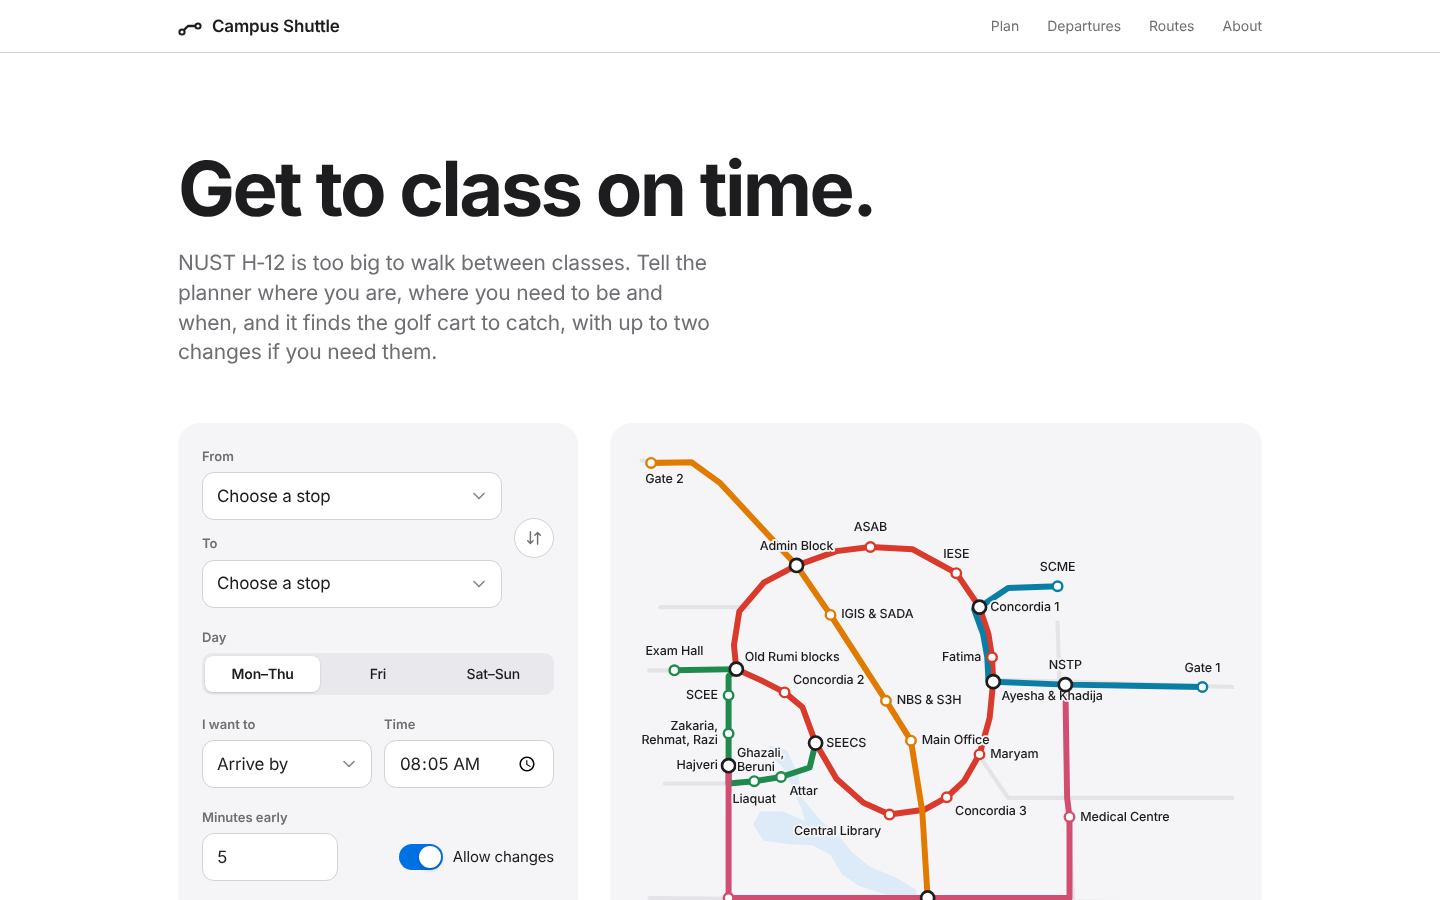 Campus Shuttle
Plan
Departures
Routes
About
Get to class on time.
NUST H-12 is too big to walk between classes. Tell the
planner where you are, where you need to be and
when, and it finds the golf cart to catch, with up to two
changes if you need them.
From
Choose a stop
To
Choose a stop
Day
Mon–Thu
Fri
Sat–Sun
I want to
Time
Arrive by
08:05 AM
Minutes early
5
Allow changes
Gate 2
ASAB
Admin Block
IESE
SCME
Concordia 1
IGIS & SADA
Exam Hall
Old Rumi blocks
Fatima
NSTP
Gate 1
Concordia 2
SCEE
NBS & S3H
Ayesha & Khadija
Zakaria,
Rehmat, Razi
SEECS
Main Office
Ghazali,
Beruni
Hajveri
Maryam
Liaquat
Attar
Concordia 3
Medical Centre
Central Library